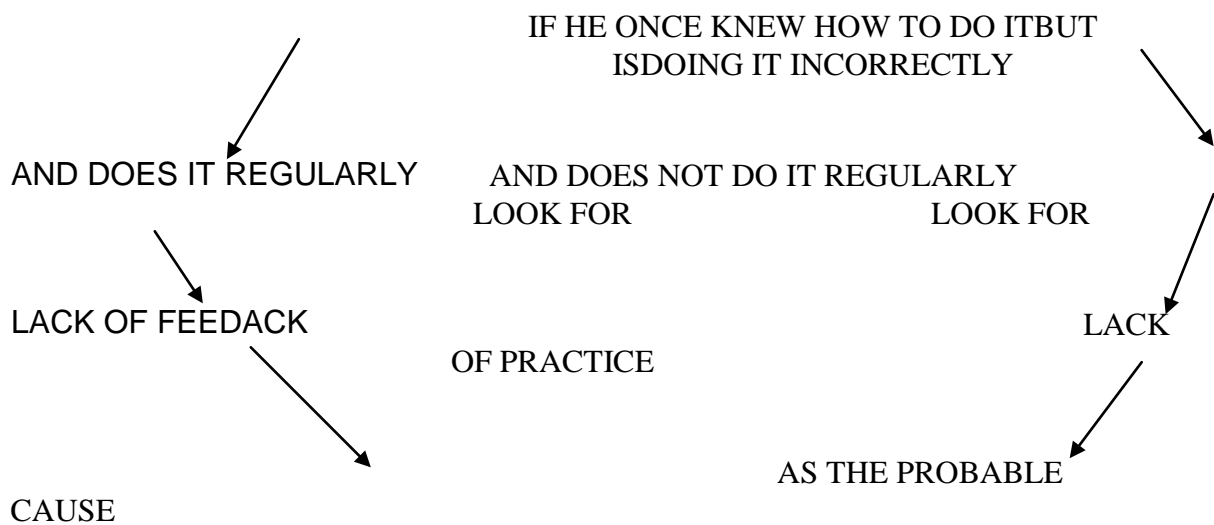 IF HE ONCE KNEW HOW TO DO ITBUT
ISDOING IT INCORRECTLY
AND DOES IT REGULARLY AND DOES NOT DO IT REGULARLY
LOOK FOR LOOK FOR
LACK OF FEEDACK LACK
OF PRACTICE
AS THE PROBABLE
CAUSE